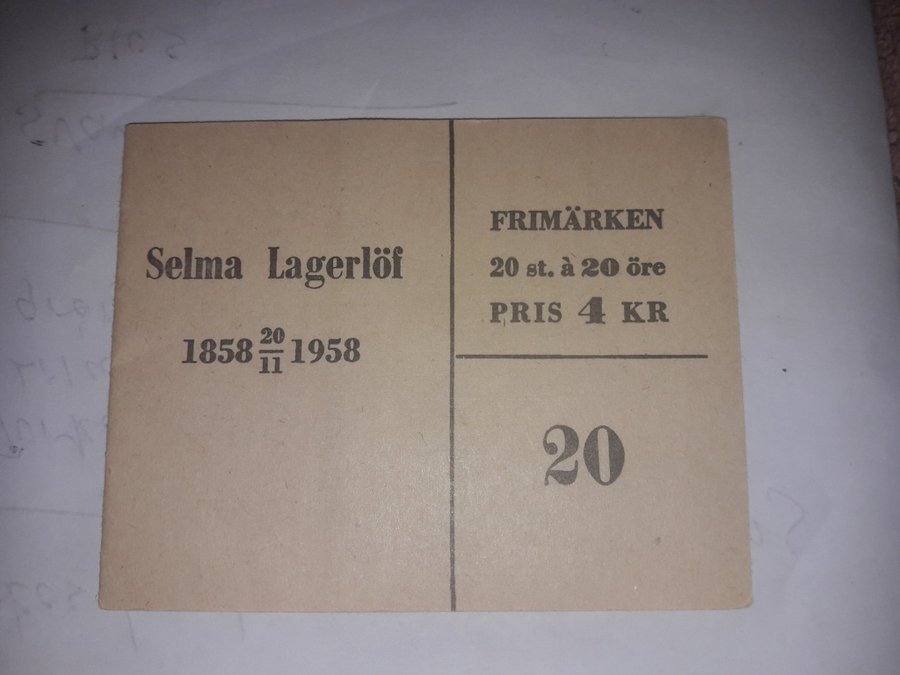 Selma Lagerlöf
1858 20/11 1958
FRIMÄRKEN
20 st. à 20 öre
PRIS 4 KR
20